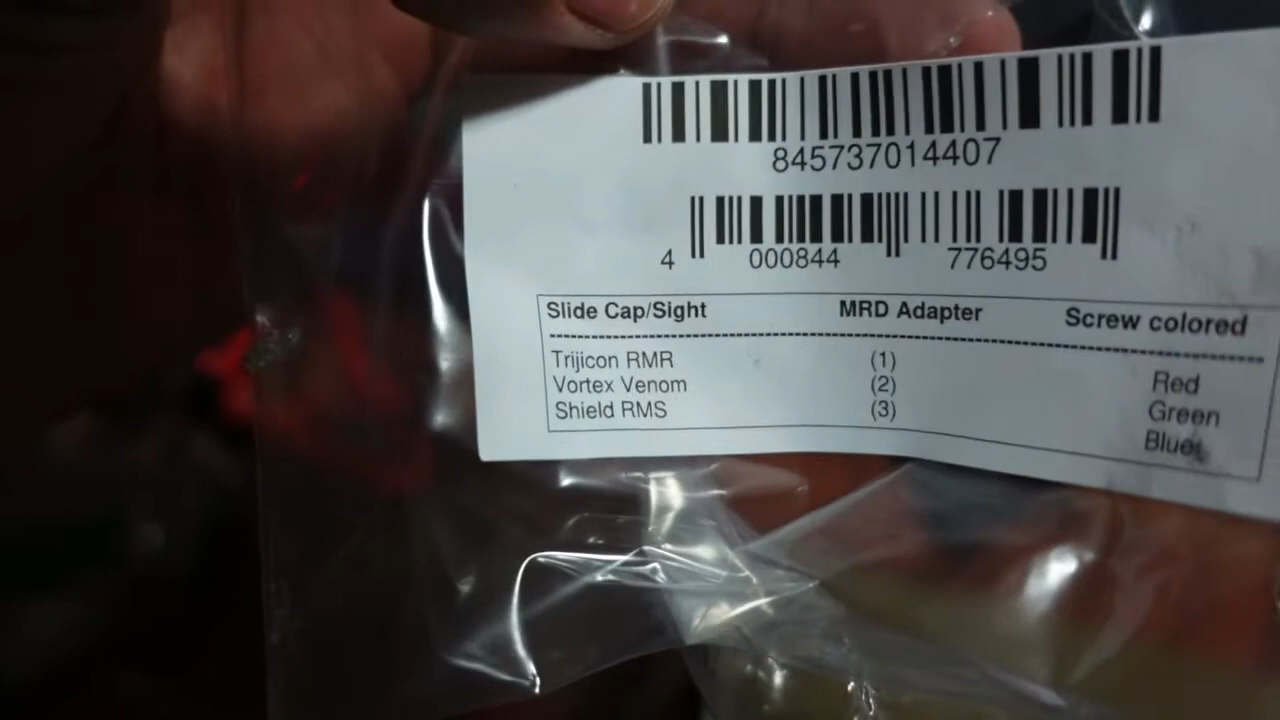 845737014407
4 000844 776495
Slide Cap/Sight MRD Adapter Screw colored
Trijicon RMR (1) Red
Vortex Venom (2) Green
Shield RMS (3) Blue